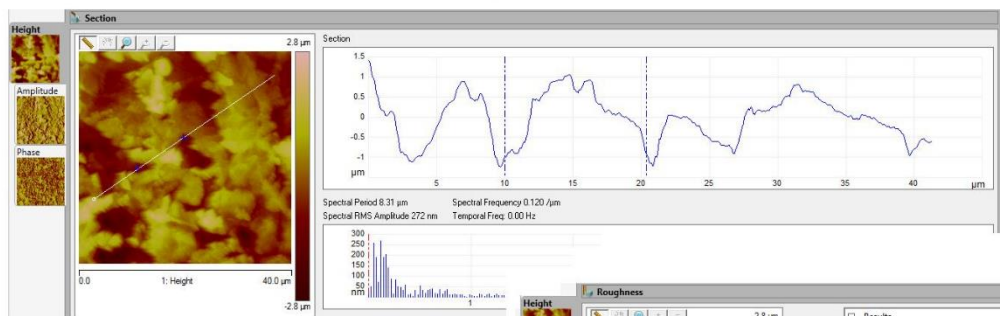 Section
Height
2.8 µm
Section
Amplitude
Phase
1.5
1
0.5
0
-0.5
-1
µm
5
10
15
20
25
30
35
40
µm
Spectral Period 8.31 µm
Spectral Frequency 0.120 /µm
Spectral RMS Amplitude 272 nm
Temporal Freq: 0.00 Hz
0.0
1: Height
40.0 µm
-2.8 µm
300
250
200
150
100
50
nm
1
Roughness
Height
2.8 µm
Results